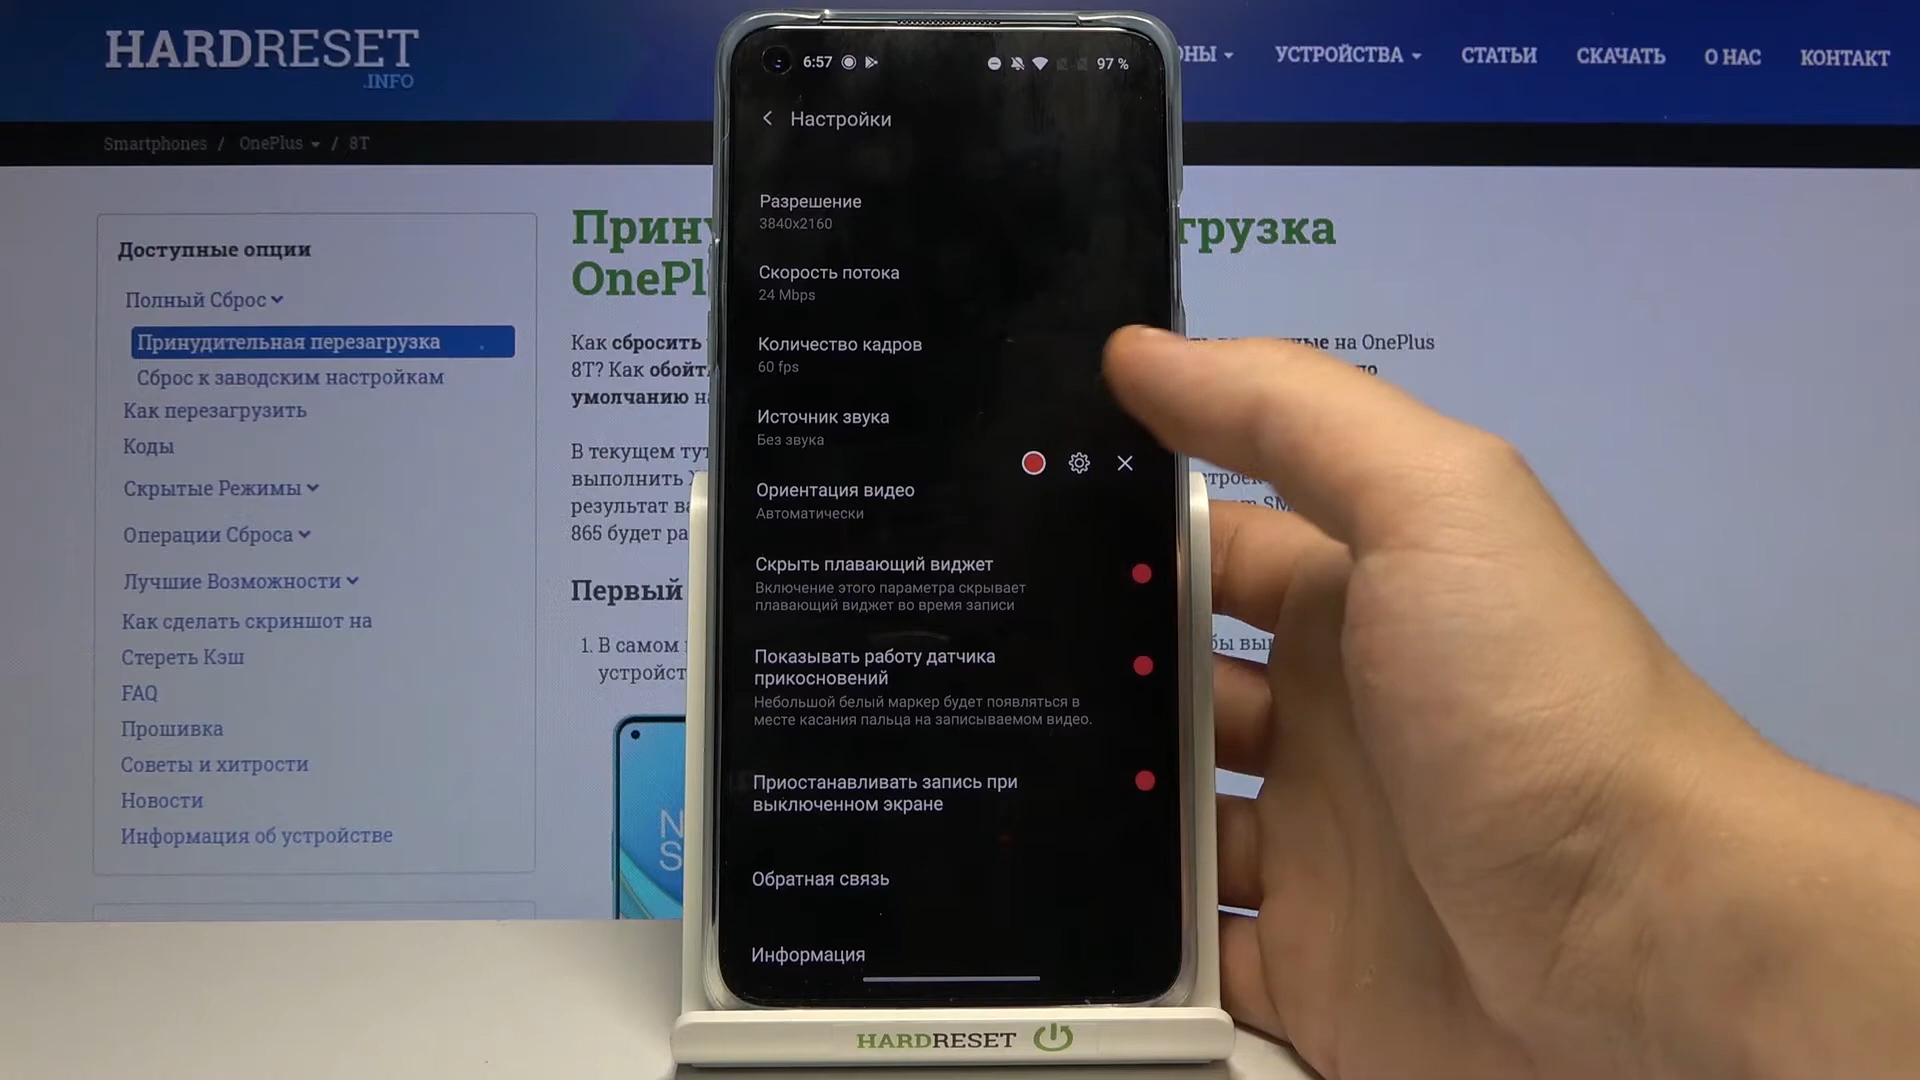 HARDRESET
.INFO
ОНЫ
УСТРОЙСТВА
СТАТЬИ
СКАЧАТЬ
О НАС
КОНТАКТ
Smartphones / OnePlus / 8T
Доступные опции
Полный Сброс
Принудительная перезагрузка
Сброс к заводским настройкам
Как перезагрузить
Коды
Скрытые Режимы
Операции Сброса
Лучшие Возможности
Как сделать скриншот на
Стереть Кэш
FAQ
Прошивка
Советы и хитрости
Новости
Информация об устройстве
Прин грузка
OnePl
Как сбросить ные на OnePlus
8T? Как обойт
умолчанию н
В текущем ту
выполнить
результат в
865 будет ра
Первый
1. В самом бы вы
устройст
6:57 97 %
Настройки
Разрешение
3840x2160
Скорость потока
24 Mbps
Количество кадров
60 fps
Источник звука
Без звука
Ориентация видео
Автоматически
Скрыть плавающий виджет
Включение этого параметра скрывает
плавающий виджет во время записи
Показывать работу датчика
прикосновений
Небольшой белый маркер будет появляться в
месте касания пальца на записываемом видео.
Приостанавливать запись при
выключенном экране
Обратная связь
Информация
HARDRESET